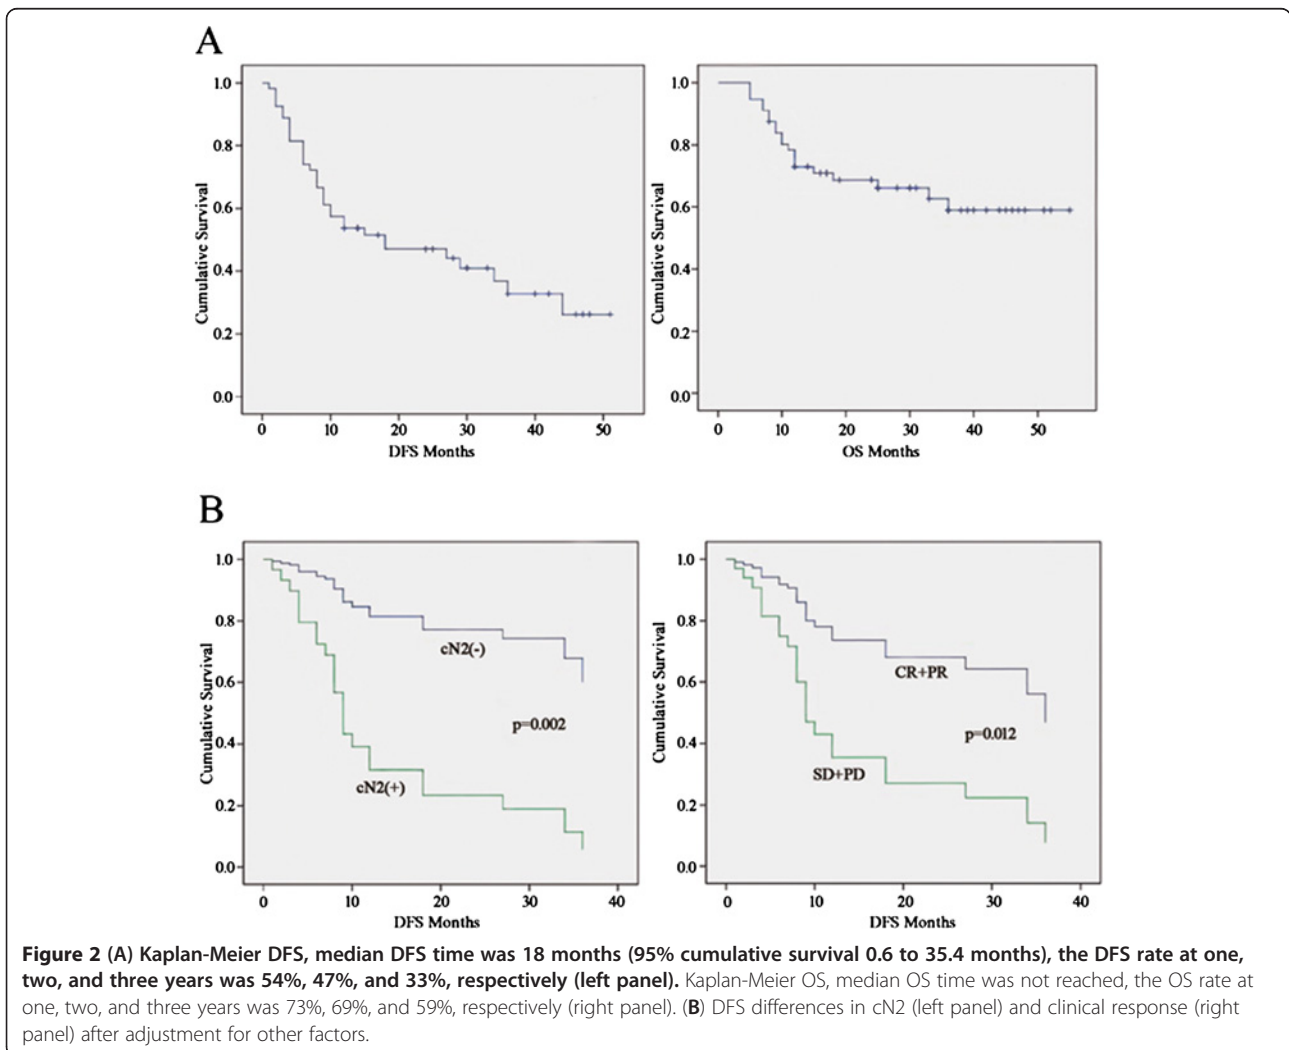 A
1.0
0.8
0.6
0.4
0.2
0.0
Cumulative Survival
0 10 20 30 40 50
DFS Months
1.0
0.8
0.6
0.4
0.2
0.0
Cumulative Survival
0 10 20 30 40 50
OS Months
B
1.0
0.8
0.6
0.4
0.2
0.0
Cumulative Survival
cN2(-)
p=0.002
cN2(+)
0 10 20 30 40
DFS Months
1.0
0.8
0.6
0.4
0.2
0.0
Cumulative Survival
CR+PR
p=0.012
SD+PD
0 10 20 30 40
DFS Months
Figure 2 (A) Kaplan-Meier DFS, median DFS time was 18 months (95% cumulative survival 0.6 to 35.4 months), the DFS rate at one,
two, and three years was 54%, 47%, and 33%, respectively (left panel). Kaplan-Meier OS, median OS time was not reached, the OS rate at
one, two, and three years was 73%, 69%, and 59%, respectively (right panel). (B) DFS differences in cN2 (left panel) and clinical response (right
panel) after adjustment for other factors.